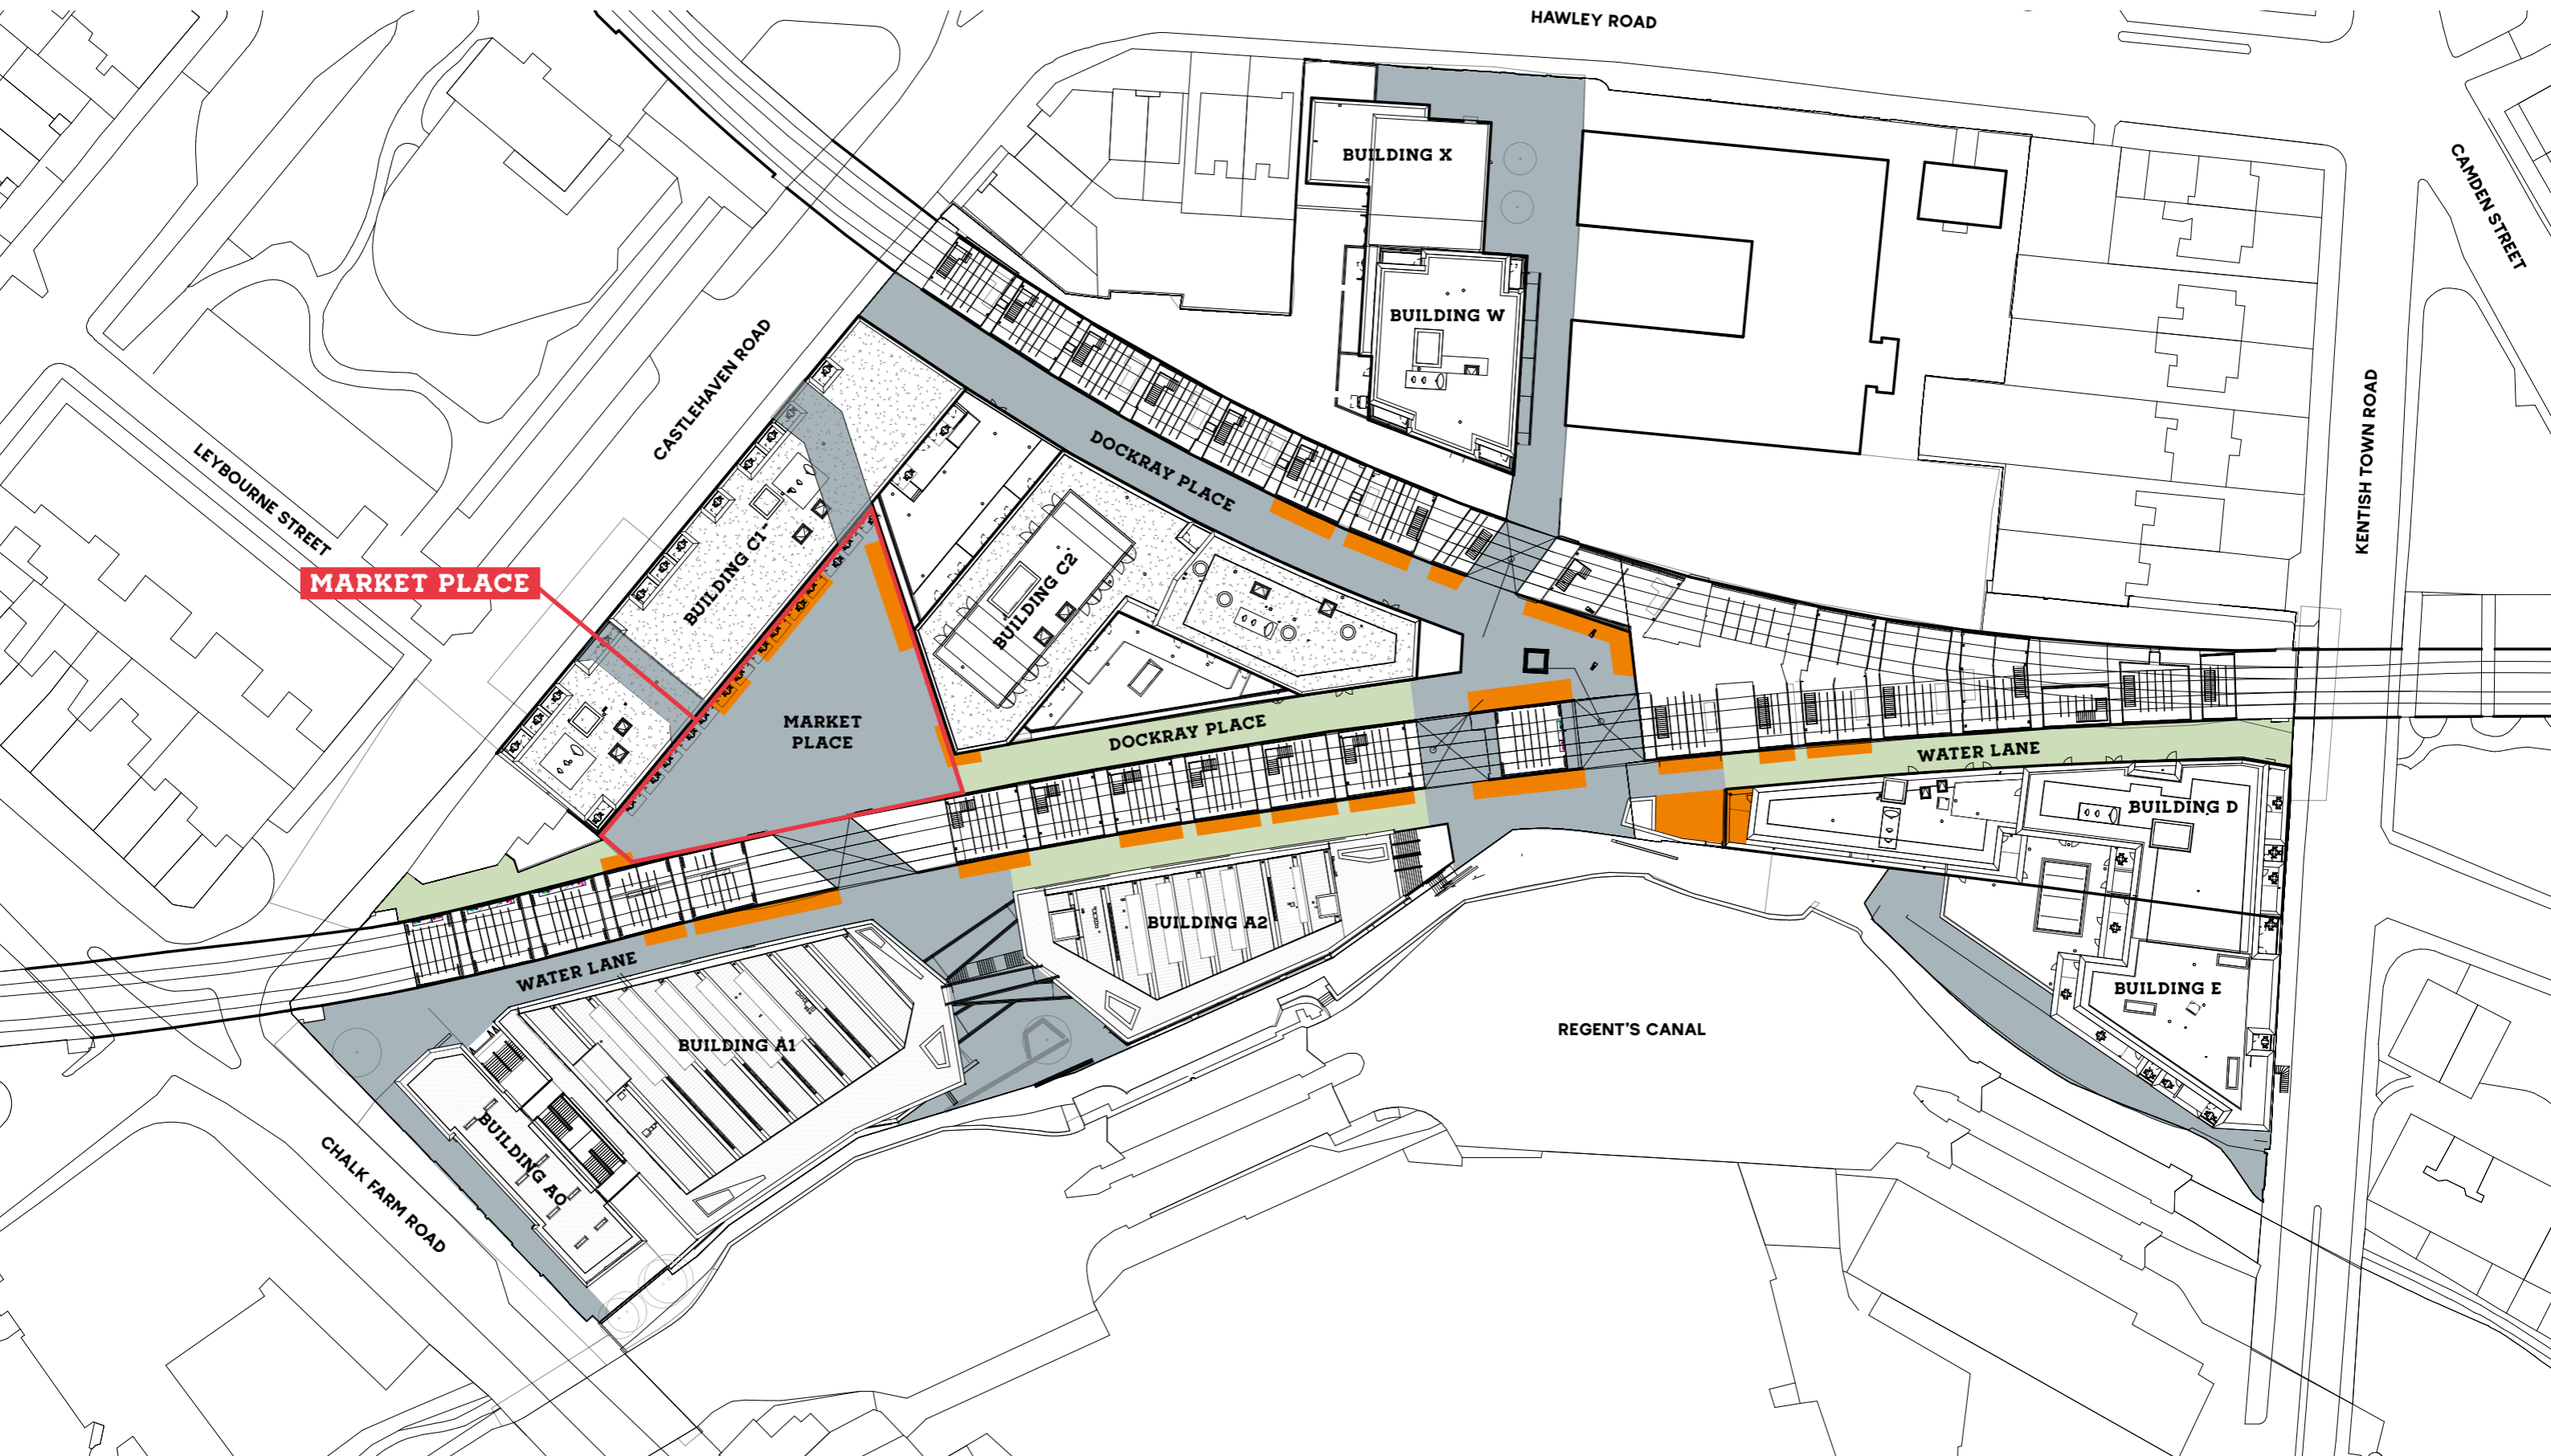 HAWLEY ROAD
BUILDING X
CAMDEN STREET
BUILDING W
CASTLEHAVEN ROAD
KENTISH TOWN ROAD
DOCKRAY PLACE
LEYBOURNE STREET
BUILDING C1
MARKET PLACE
BUILDING C2
MARKET
PLACE
DOCKRAY PLACE
WATER LANE
BUILDING D
BUILDING A2
WATER LANE
BUILDING E
REGENT'S CANAL
BUILDING A1
BUILDING A0
CHALK FARM ROAD